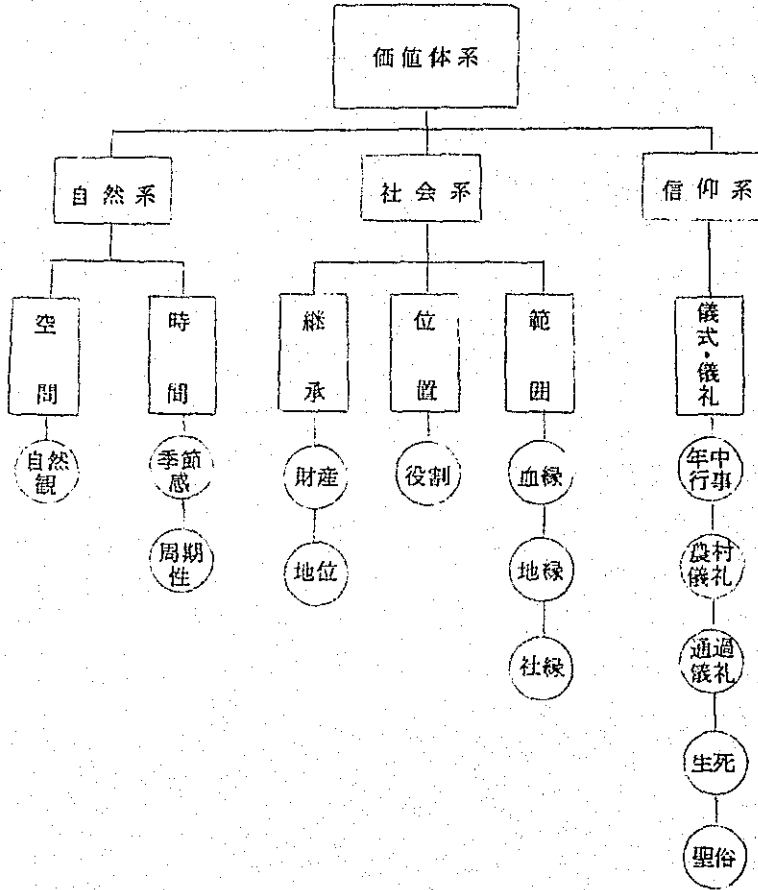 価値体系
自然系
社会系
信仰系
空間
時間
継承
位置
範囲
儀式・儀礼
自然
観
季節
感
財産
役割
血縁
年中
行事
周期
性
地位
地縁
農村
儀礼
社縁
通過
儀礼
生死
聖俗